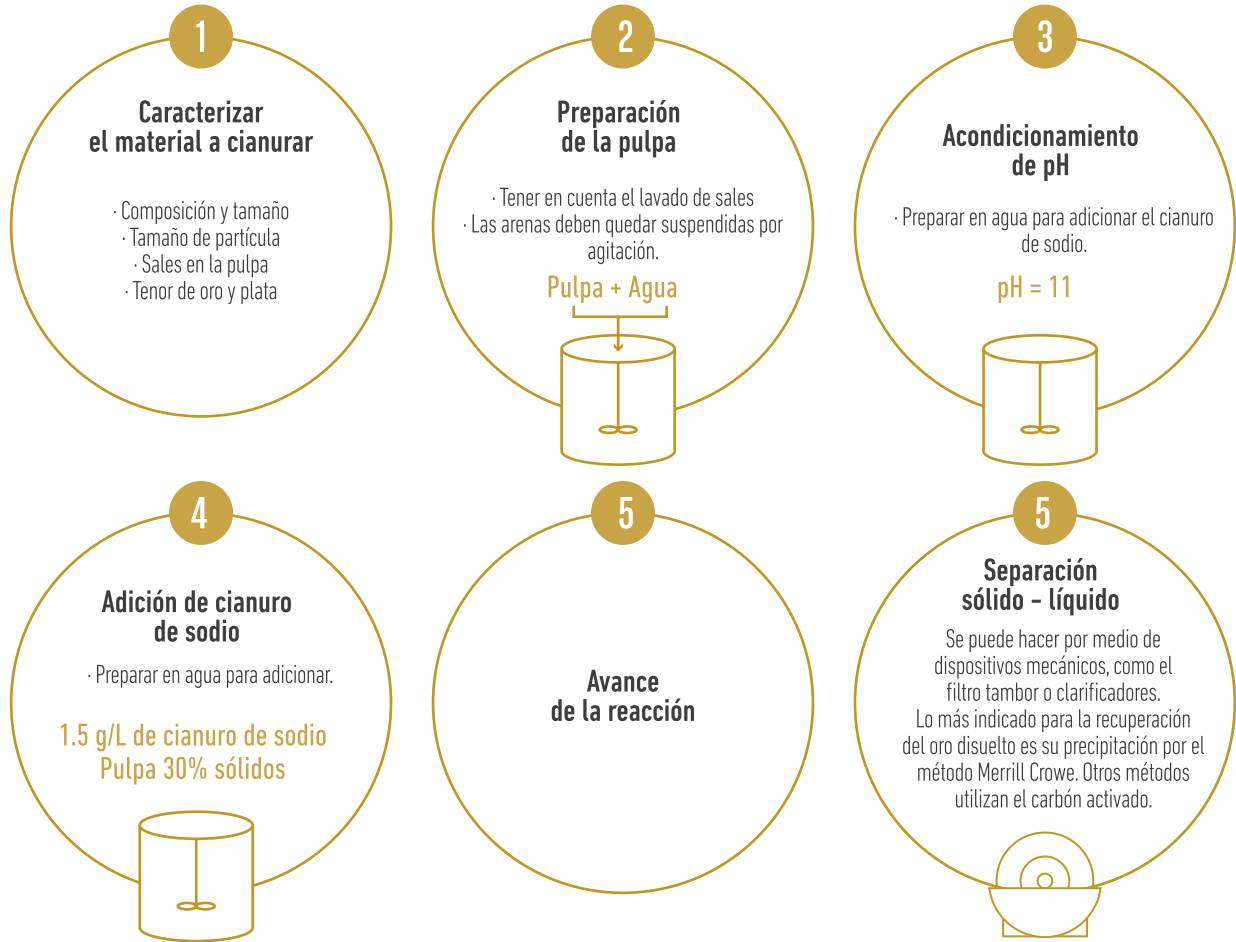 1
Caracterizar
el material a cianurar
· Composición y tamaño
· Tamaño de partícula
· Sales en la pulpa
· Tenor de oro y plata
2
Preparación
de la pulpa
· Tener en cuenta el lavado de sales
· Las arenas deben quedar suspendidas por
agitación.
Pulpa + Agua
3
Acondicionamiento
de pH
· Preparar en agua para adicionar el cianuro
de sodio.
pH = 11
4
Adición de cianuro
de sodio
· Preparar en agua para adicionar.
1.5 g/L de cianuro de sodio
Pulpa 30% sólidos
5
Avance
de la reacción
5
Separación
sólido - líquido
Se puede hacer por medio de
dispositivos mecánicos, como el
filtro tambor o clarificadores.
Lo más indicado para la recuperación
del oro disuelto es su precipitación por el
método Merrill Crowe. Otros métodos
utilizan el carbón activado.